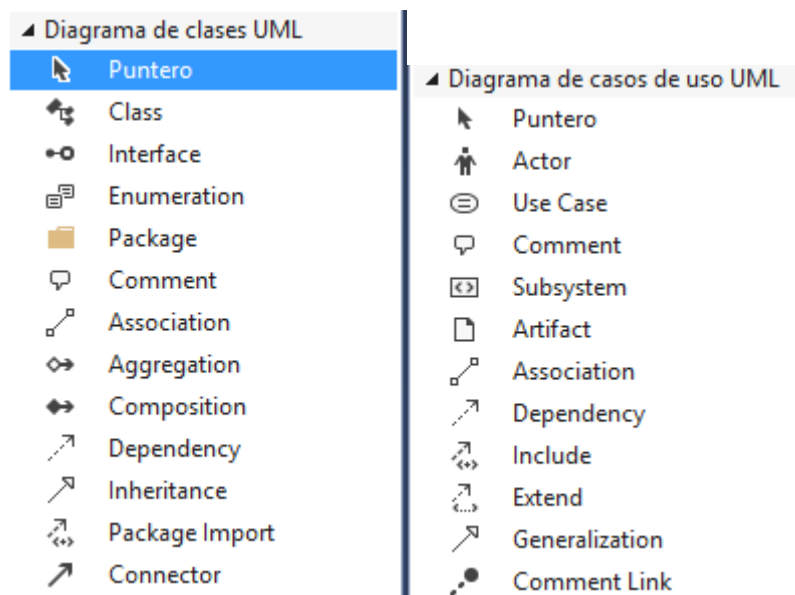 Diagrama de clases UML
Puntero
Class
Interface
Enumeration
Package
Comment
Association
Aggregation
Composition
Dependency
Inheritance
Package Import
Connector
Diagrama de casos de uso UML
Puntero
Actor
Use Case
Comment
Subsystem
Artifact
Association
Dependency
Include
Extend
Generalization
Comment Link